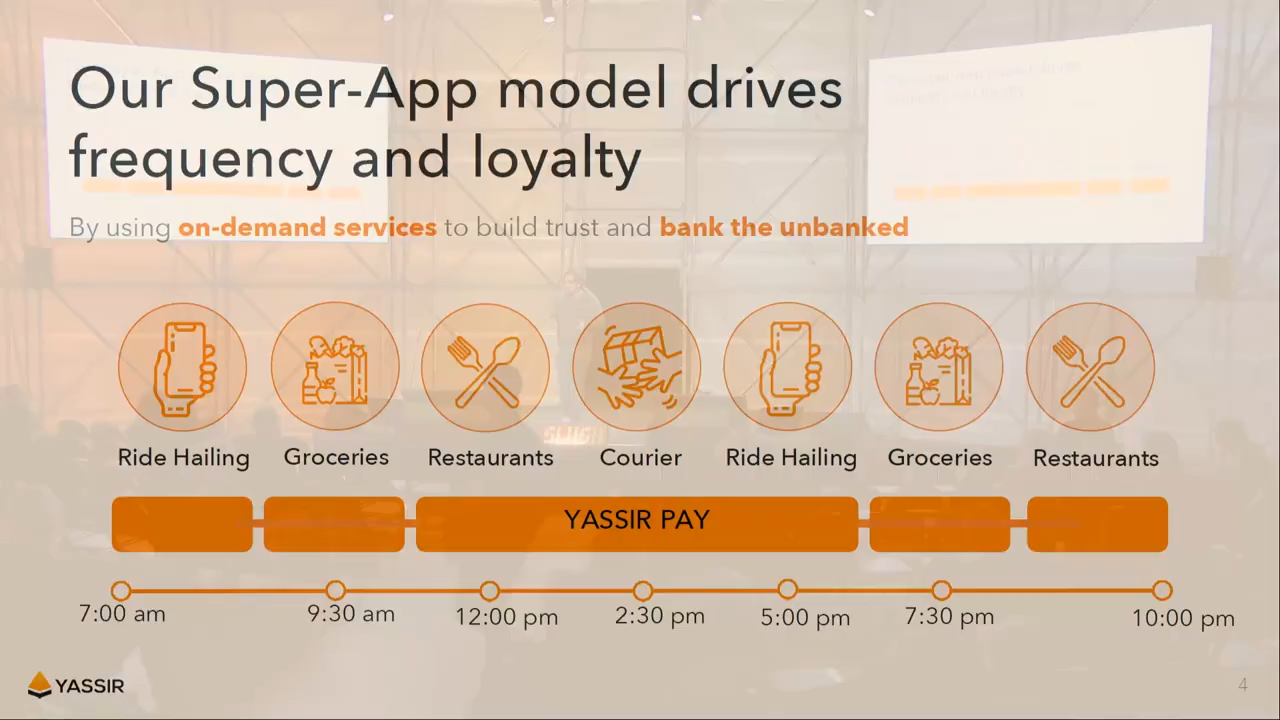 Our Super-App model drives
frequency and loyalty
By using on-demand services to build trust and bank the unbanked
Ride Hailing
Groceries
Restaurants
Courier
Ride Hailing
Groceries
Restaurants
YASSIR PAY
7:00 am
9:30 am
12:00 pm
2:30 pm
5:00 pm
7:30 pm
10:00 pm
YASSIR
4
SLUSH